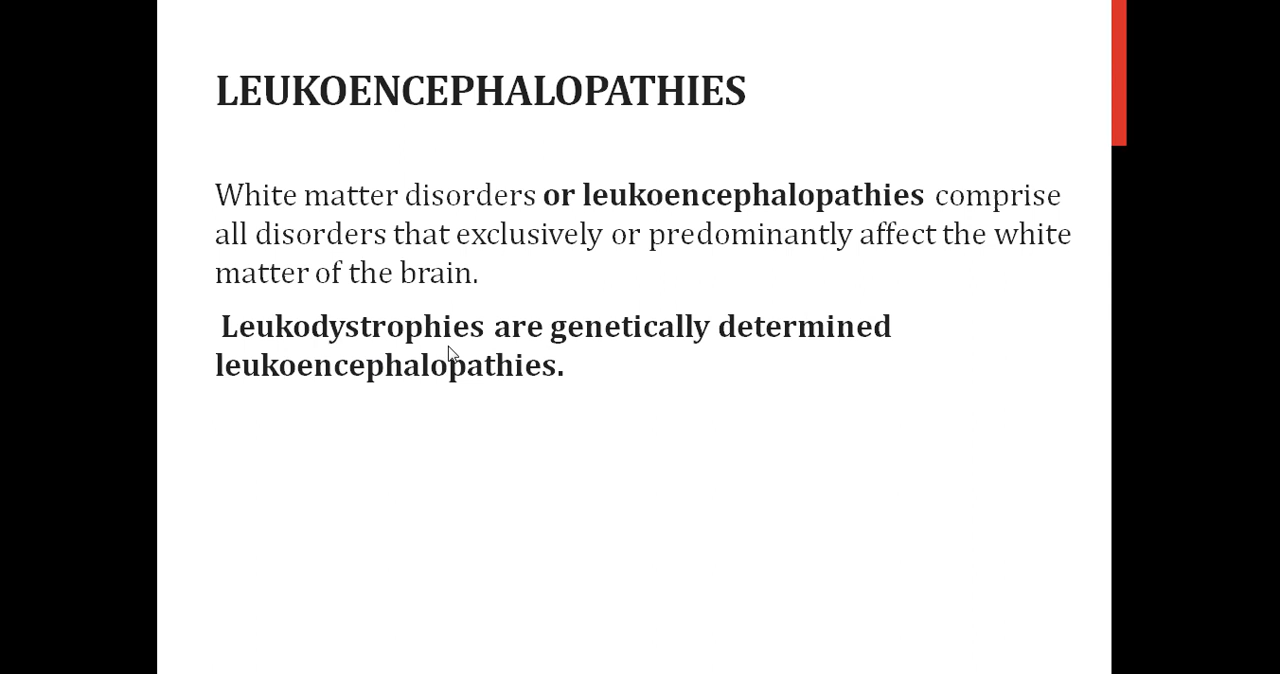 LEUKOENCEPHALOPATHIES
White matter disorders or leukoencephalopathies comprise
all disorders that exclusively or predominantly affect the white
matter of the brain.
Leukodystrophies are genetically determined
leukoencephalopathies.